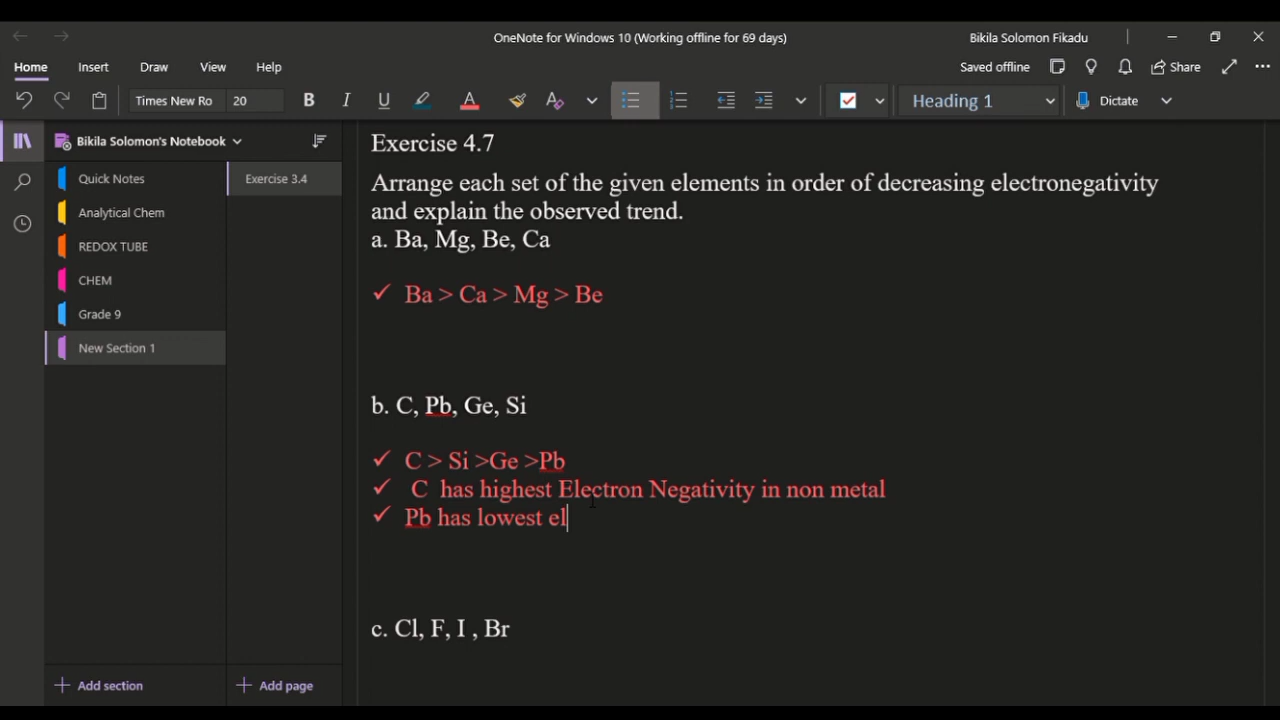 OneNote for Windows 10 (Working offline for 69 days)
Bikila Solomon Fikadu
Home Insert Draw View Help
Saved offline
Share
Times New Ro 20
B I U A
Heading 1
Dictate
Bikila Solomon's Notebook
Quick Notes
Analytical Chem
REDOX TUBE
CHEM
Grade 9
New Section 1
Add section
Exercise 3.4
Add page
Exercise 4.7
Arrange each set of the given elements in order of decreasing electronegativity
and explain the observed trend.
a. Ba, Mg, Be, Ca
✓ Ba > Ca > Mg > Be
b. C, Pb, Ge, Si
✓ C > Si >Ge >Pb
✓ C has highest Electron Negativity in non metal
✓ Pb has lowest el
c. Cl, F, I , Br